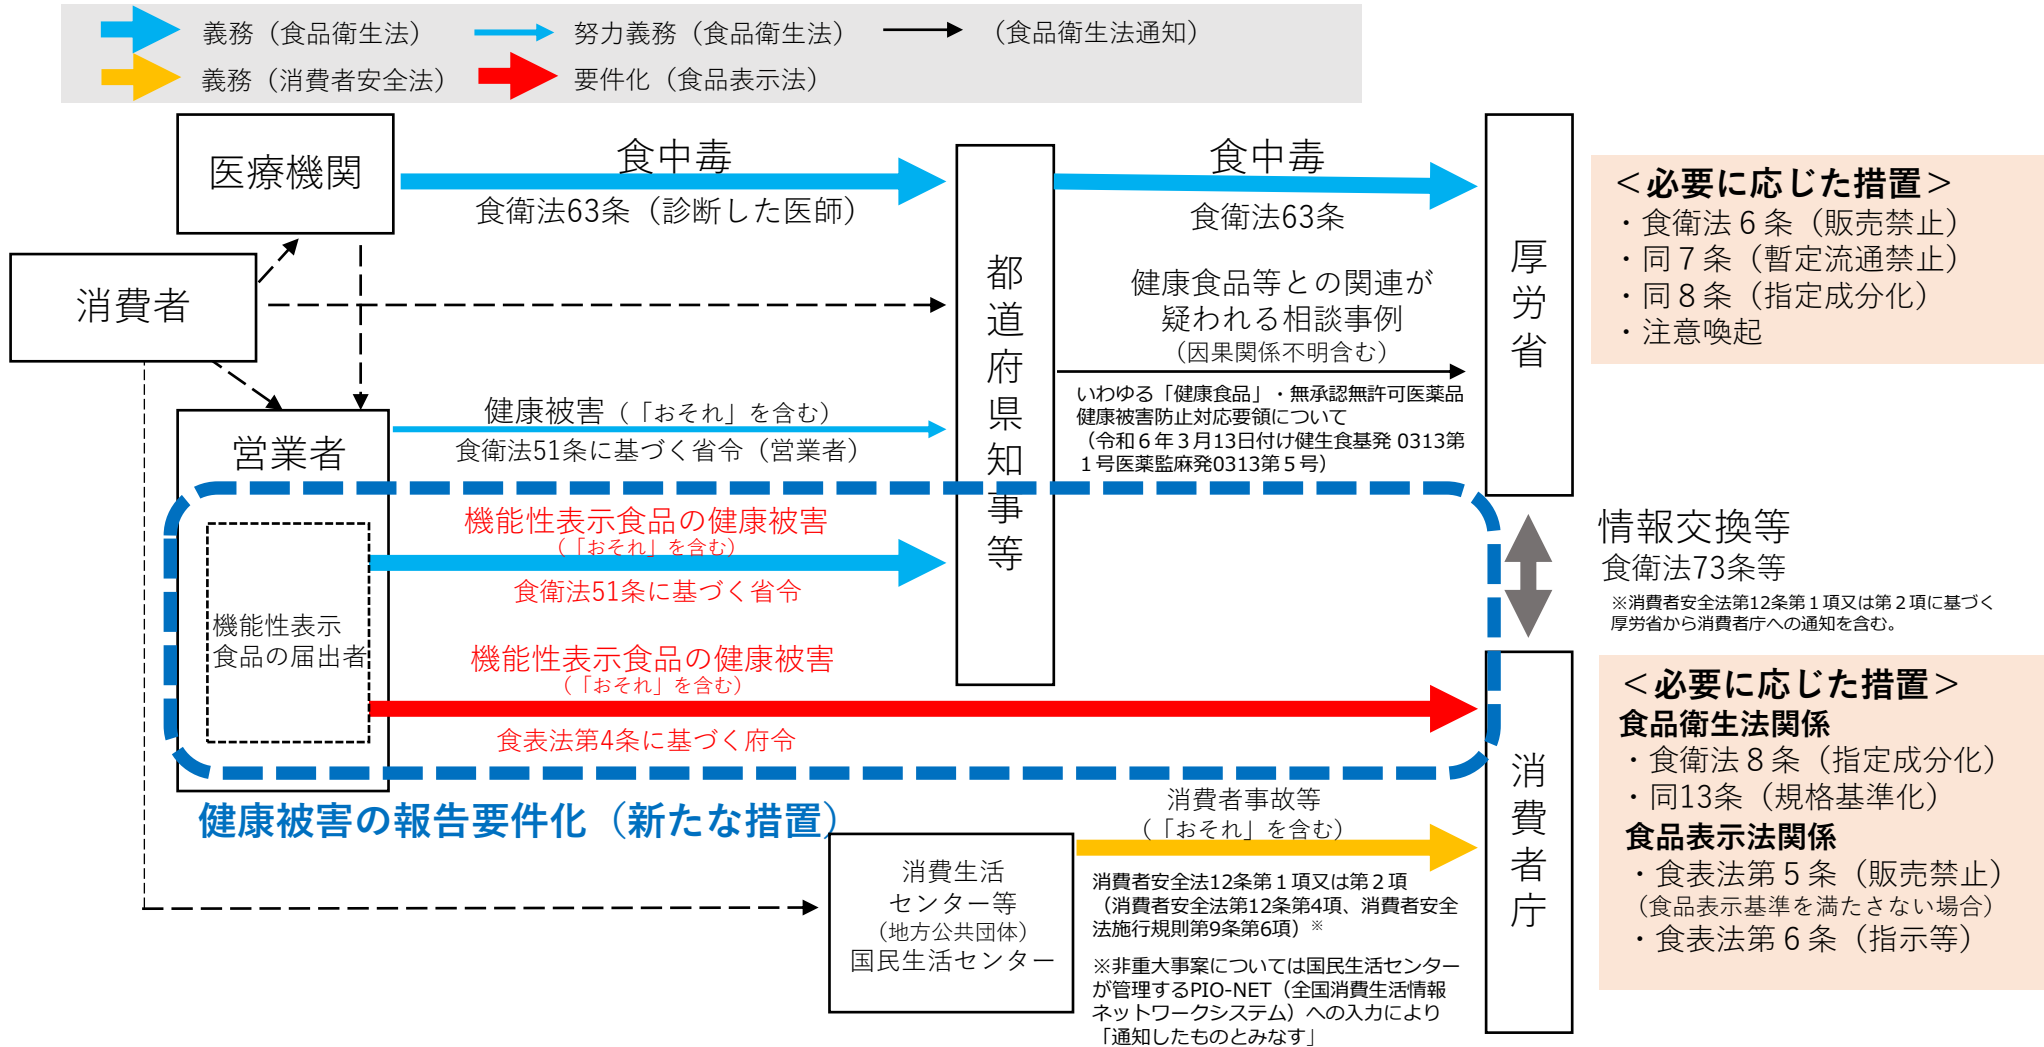 義務（食品衛生法）
努力義務（食品衛生法）
（食品衛生法通知）
義務（消費者安全法）
要件化（食品表示法）
医療機関
消費者
営業者
機能性表示
食品の届出者
食中毒
食衛法63条（診断した医師）
健康被害（「おそれ」を含む）
食衛法51条に基づく省令（営業者）
機能性表示食品の健康被害
（「おそれ」を含む）
食衛法51条に基づく省令
機能性表示食品の健康被害
（「おそれ」を含む）
食表法第4条に基づく府令
健康被害の報告要件化（新たな措置）
都道府県知事等
食中毒
食衛法63条
健康食品等との関連が
疑われる相談事例
（因果関係不明含む）
いわゆる「健康食品」・無承認無許可医薬品
健康被害防止対応要領について
（令和６年３月13日付け健生食基発 0313第
１号医薬監麻発0313第５号）
消費生活
センター等
（地方公共団体）
国民生活センター
消費者事故等
（「おそれ」を含む）
消費者安全法12条第１項又は第２項
（消費者安全法第12条第4項、消費者安全
法施行規則第9条第6項）※
※非重大事案については国民生活センター
が管理するPIO-NET（全国消費生活情報
ネットワークシステム）への入力により
「通知したものとみなす」
厚労省
消費者庁
＜必要に応じた措置＞
・食衛法６条（販売禁止）
・同７条（暫定流通禁止）
・同８条（指定成分化）
・注意喚起
情報交換等
食衛法73条等
※消費者安全法第12条第１項又は第２項に基づく
厚労省から消費者庁への通知を含む。
＜必要に応じた措置＞
食品衛生法関係
・食衛法８条（指定成分化）
・同13条（規格基準化）
食品表示法関係
・食表法第５条（販売禁止）
（食品表示基準を満たさない場合）
・食表法第６条（指示等）